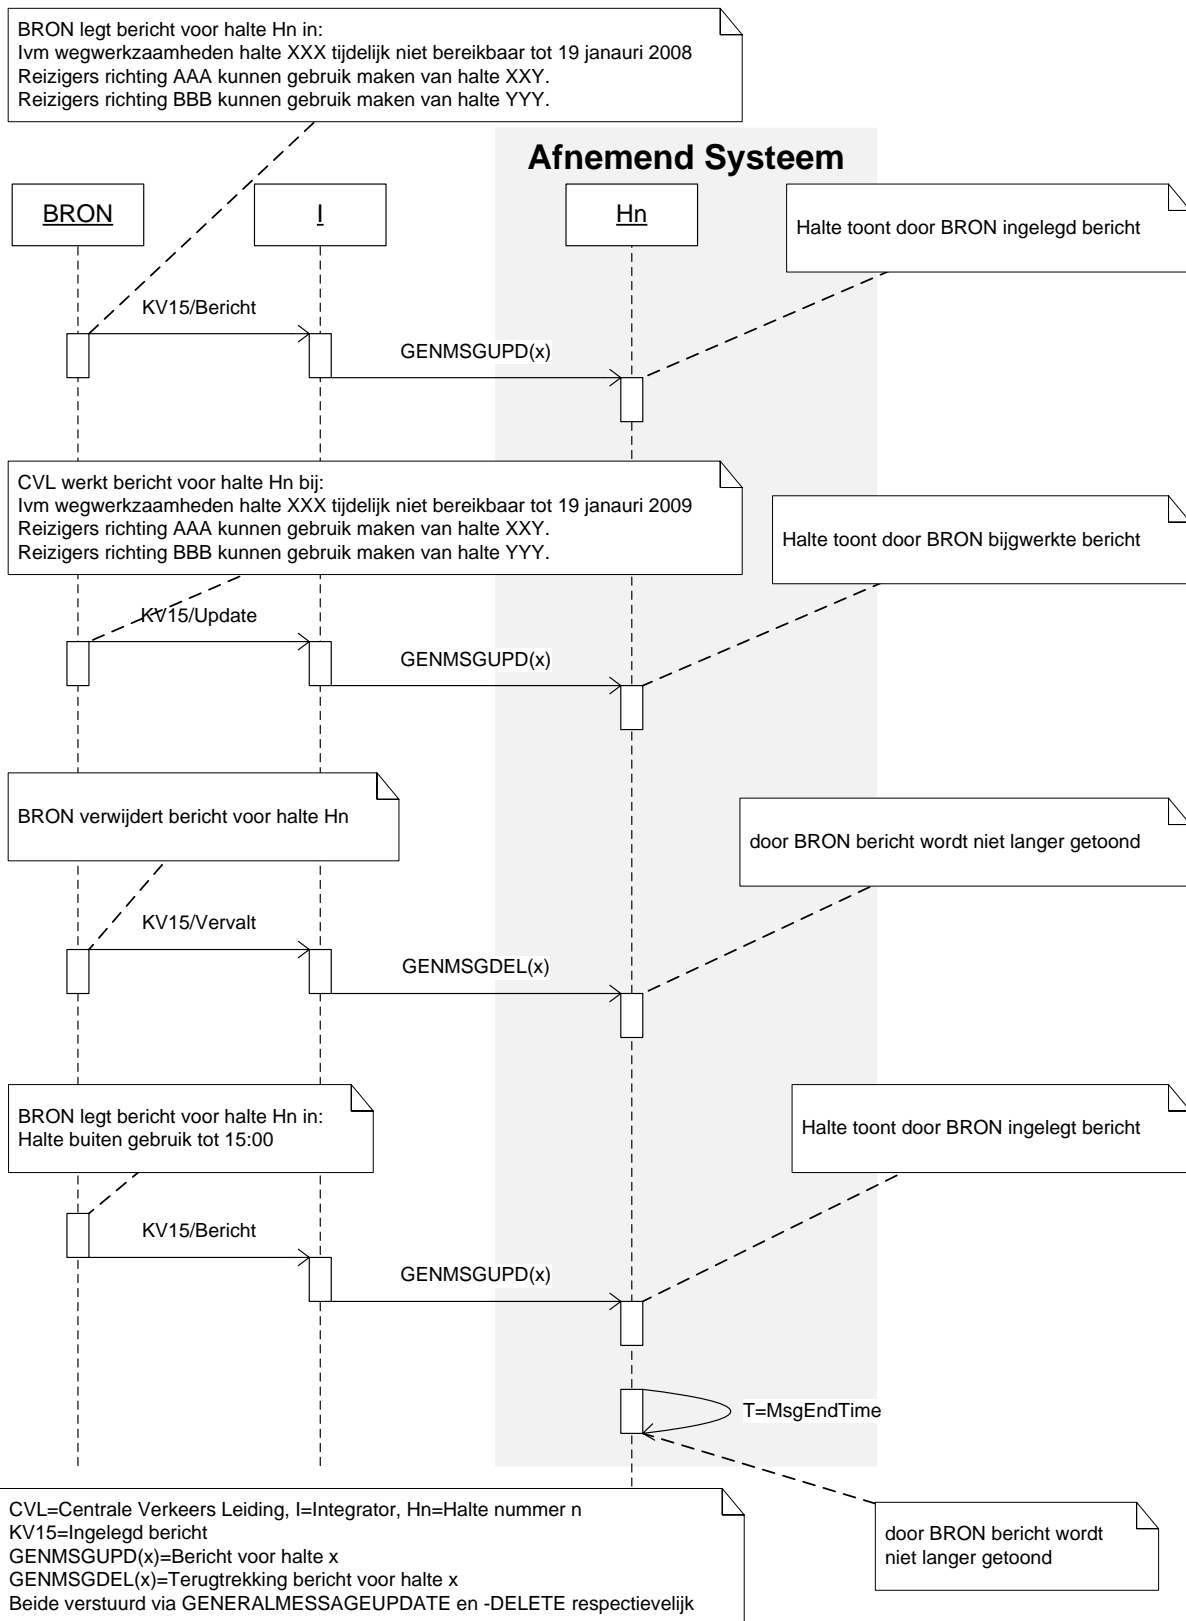 BRON legt bericht voor halte Hn in:
Ivm wegwerkzaamheden halte XXX tijdelijk niet bereikbaar tot 19 janauri 2008
Reizigers richting AAA kunnen gebruik maken van halte XXY.
Reizigers richting BBB kunnen gebruik maken van halte YYY.
Afnemend Systeem
BRON
I
Hn
Halte toont door BRON ingelegd bericht
KV15/Bericht
GENMSGUPD(x)
CVL werkt bericht voor halte Hn bij:
Ivm wegwerkzaamheden halte XXX tijdelijk niet bereikbaar tot 19 janauri 2009
Reizigers richting AAA kunnen gebruik maken van halte XXY.
Reizigers richting BBB kunnen gebruik maken van halte YYY.
Halte toont door BRON bijgwerkte bericht
KV15/Update
GENMSGUPD(x)
BRON verwijdert bericht voor halte Hn
door BRON bericht wordt niet langer getoond
KV15/Vervalt
GENMSGDEL(x)
BRON legt bericht voor halte Hn in:
Halte buiten gebruik tot 15:00
Halte toont door BRON ingelegt bericht
KV15/Bericht
GENMSGUPD(x)
T=MsgEndTime
CVL=Centrale Verkeers Leiding, I=Integrator, Hn=Halte nummer n
KV15=Ingelegd bericht
GENMSGUPD(x)=Bericht voor halte x
GENMSGDEL(x)=Terugtrekking bericht voor halte x
Beide verstuurd via GENERALMESSAGEUPDATE en -DELETE respectievelijk
door BRON bericht wordt
niet langer getoond